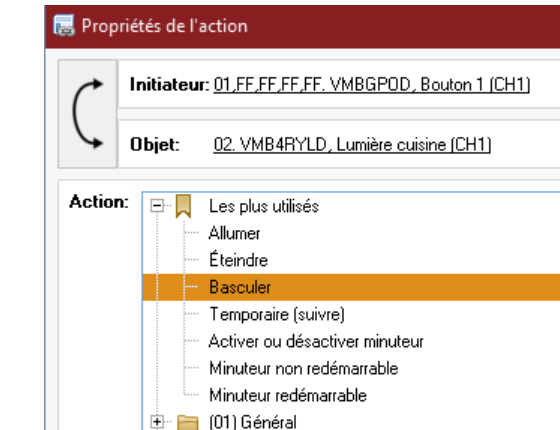 Propriétés de l'action
Initiateur: 01,FF,FF,FF,FF. VMBGPOD, Bouton 1 (CH1)
Objet: 02. VMB4RYLD, Lumière cuisine (CH1)
Action:
Les plus utilisés
Allumer
Éteindre
Basculer
Temporaire (suivre)
Activer ou désactiver minuteur
Minuteur non redémarrable
Minuteur redémarrable
(01) Général